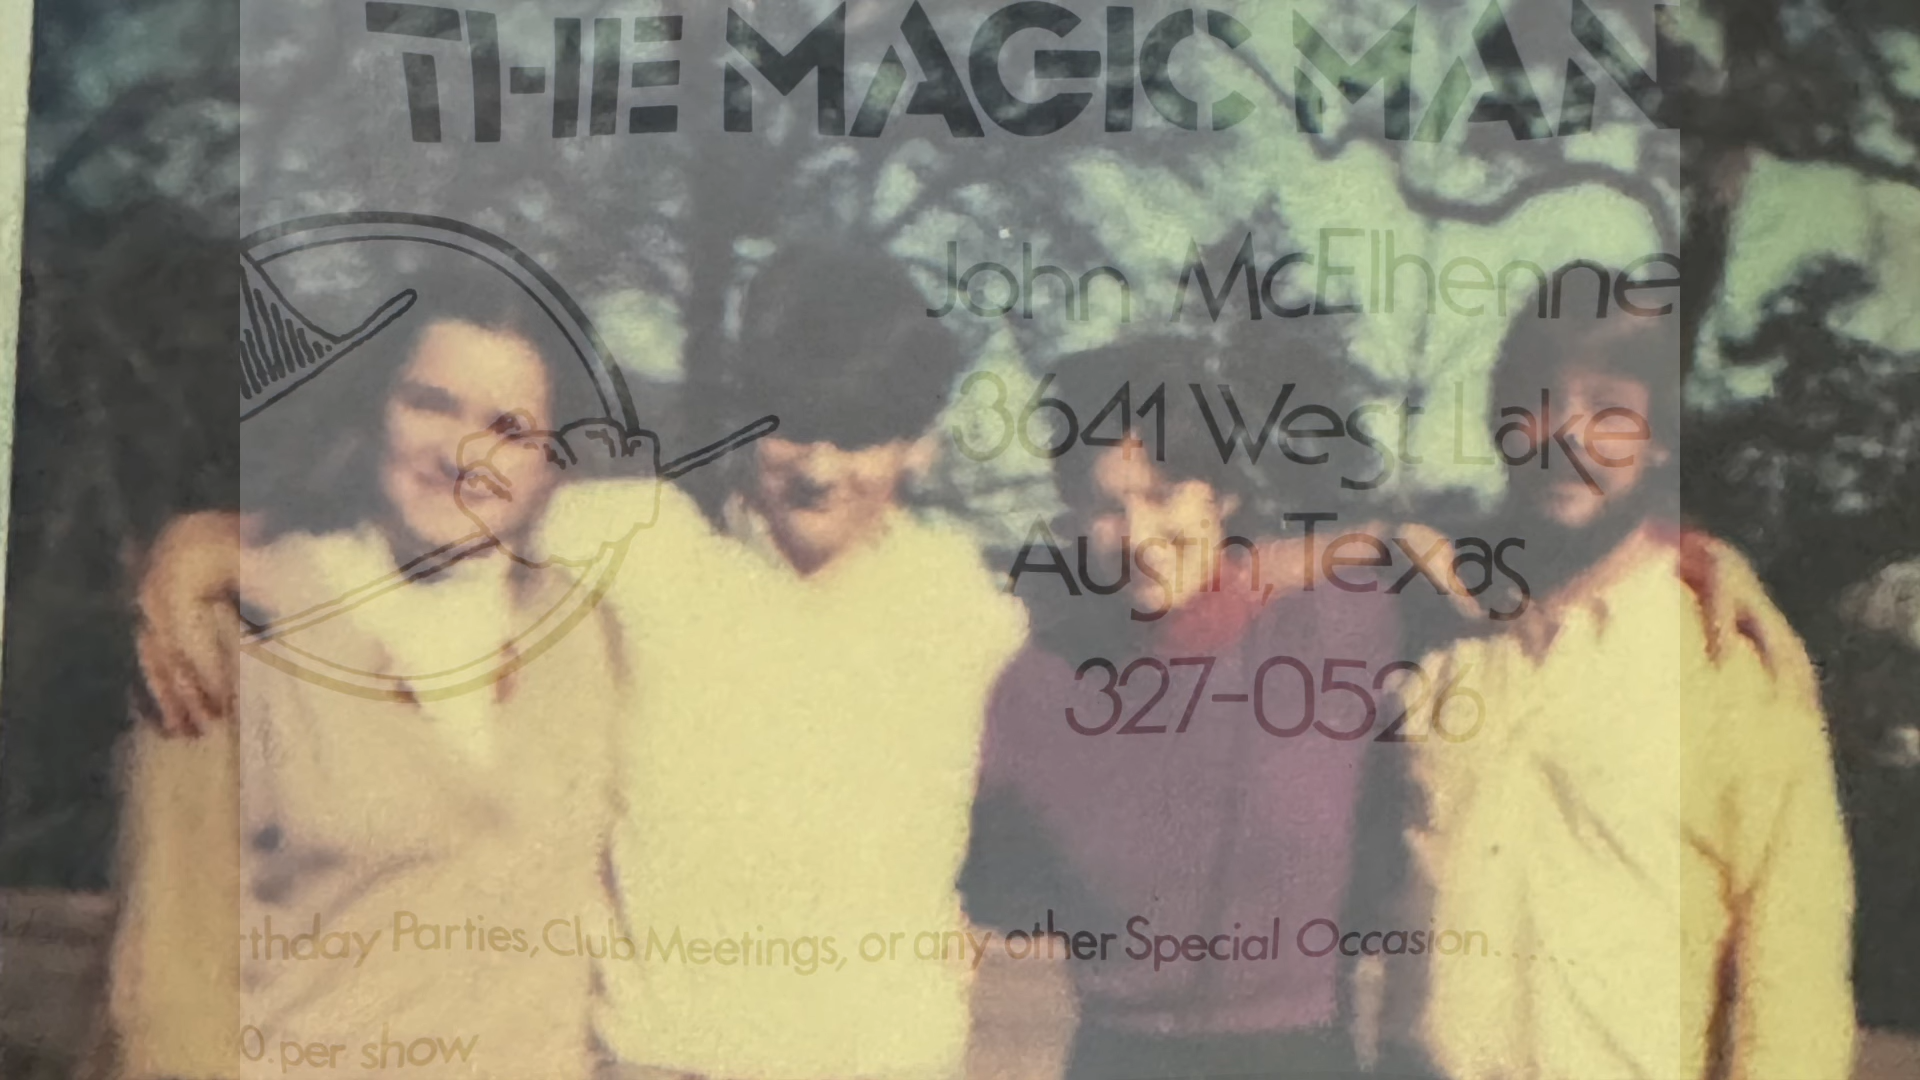 THE MAGIC MAN
John McElhenne
3641 West Lake
Austin, Texas
327-0526
thday Parties, Club Meetings, or any other Special Occasion.....
0. per show